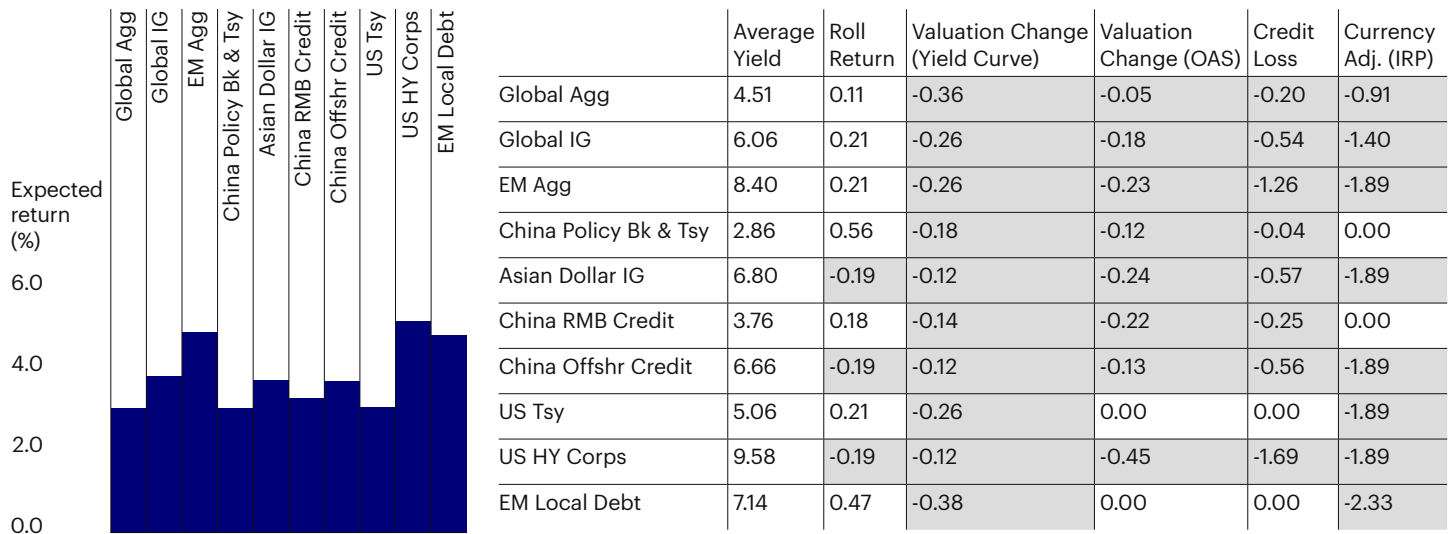 Global Agg
Global IG
EM Agg
China Policy Bk & Tsy
Asian Dollar IG
China RMB Credit
China Offshr Credit
US Tsy
US HY Corps
EM Local Debt
Expected
return
(%)
6.0
4.0
2.0
0.0
Average Yield Roll Return Valuation Change (Yield Curve) Valuation Change (OAS) Credit Loss Currency Adj. (IRP)
Global Agg 4.51 0.11 -0.36 -0.05 -0.20 -0.91
Global IG 6.06 0.21 -0.26 -0.18 -0.54 -1.40
EM Agg 8.40 0.21 -0.26 -0.23 -1.26 -1.89
China Policy Bk & Tsy 2.86 0.56 -0.18 -0.12 -0.04 0.00
Asian Dollar IG 6.80 -0.19 -0.12 -0.24 -0.57 -1.89
China RMB Credit 3.76 0.18 -0.14 -0.22 -0.25 0.00
China Offshr Credit 6.66 -0.19 -0.12 -0.13 -0.56 -1.89
US Tsy 5.06 0.21 -0.26 0.00 0.00 -1.89
US HY Corps 9.58 -0.19 -0.12 -0.45 -1.69 -1.89
EM Local Debt 7.14 0.47 -0.38 0.00 0.00 -2.33